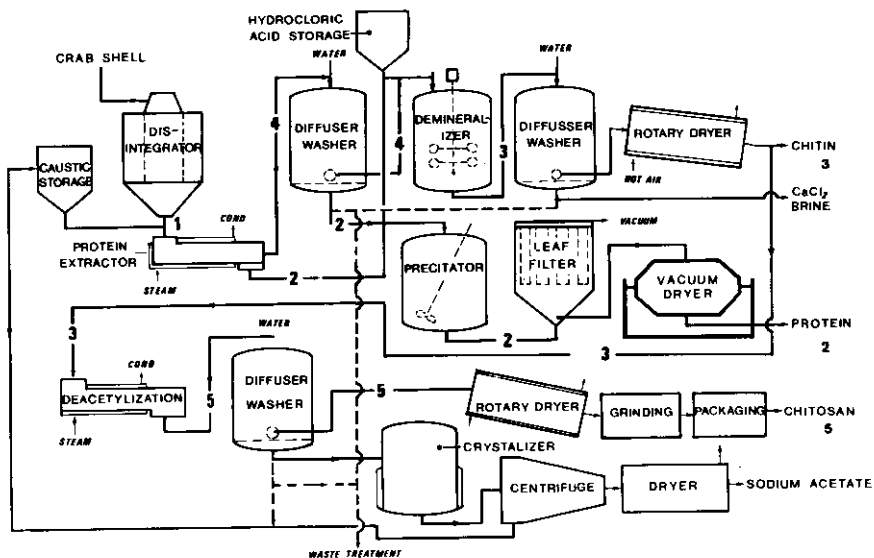 HYDROCLORIC
ACID STORAGE
WATER
WATER
CRAB SHELL
DIS-
INTEGRATOR
CAUSTIC
STORAGE
4
DIFFUSER
WASHER
4
DEMINERAL-
IZER
3
DIFFUSSER
WASHER
ROTARY DRYER
CHITIN
3
HOT AIR
CaCl2
BRINE
1
COND
PROTEIN
EXTRACTOR
STEAM
2
2
PRECITATOR
VACUUM
LEAF
FILTER
VACUUM
DRYER
PROTEIN
2
2
3
3
WATER
COND
DEACETYLIZATION
STEAM
5
DIFFUSER
WASHER
5
ROTARY DRYER
GRINDING
PACKAGING
CHITOSAN
5
CRYSTALIZER
CENTRIFUGE
DRYER
SODIUM ACETATE
WASTE TREATMENT